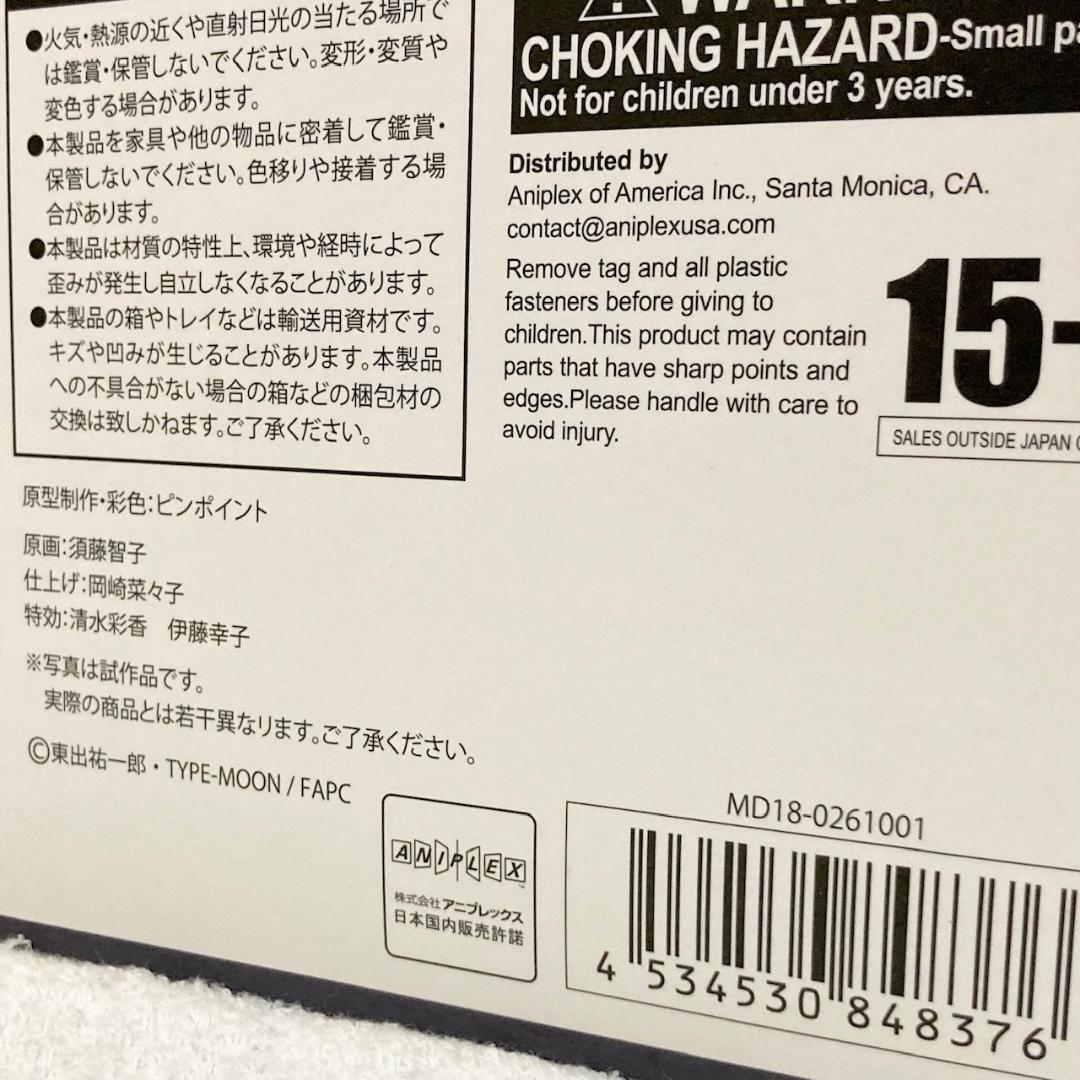 ●火気・熱源の近くや直射日光の当たる場所で
は鑑賞・保管しないでください。変形・変質や
変色する場合があります。
●本製品を家具や他の物品に密着して鑑賞・
保管しないでください。色移りや接着する場
合があります。
●本製品は材質の特性上、環境や経時によって
歪みが発生し自立しなくなることがあります。
●本製品の箱やトレイなどは輸送用資材です。
キズや凹みが生じることがあります。本製品
への不具合がない場合の箱などの梱包材の
交換は致しかねます。ご了承ください。
原型制作・彩色：ピンポイント
原画：須藤智子
仕上げ：岡崎菜々子
特効：清水彩香　伊藤幸子
※写真は試作品です。
実際の商品とは若干異なります。ご了承ください。
©東出祐一郎・TYPE-MOON / FAPC
CHOKING HAZARD-Small
Not for children under 3 years.
Distributed by
Aniplex of America Inc., Santa Monica, CA.
contact@aniplexusa.com
Remove tag and all plastic
fasteners before giving to
children.This product may contain
parts that have sharp points and
edges.Please handle with care to
avoid injury.
15-
SALES OUTSIDE JAPAN
ANIPLEX
株式会社アニプレックス
日本国内販売許諾
MD18-0261001
4 534530 848376